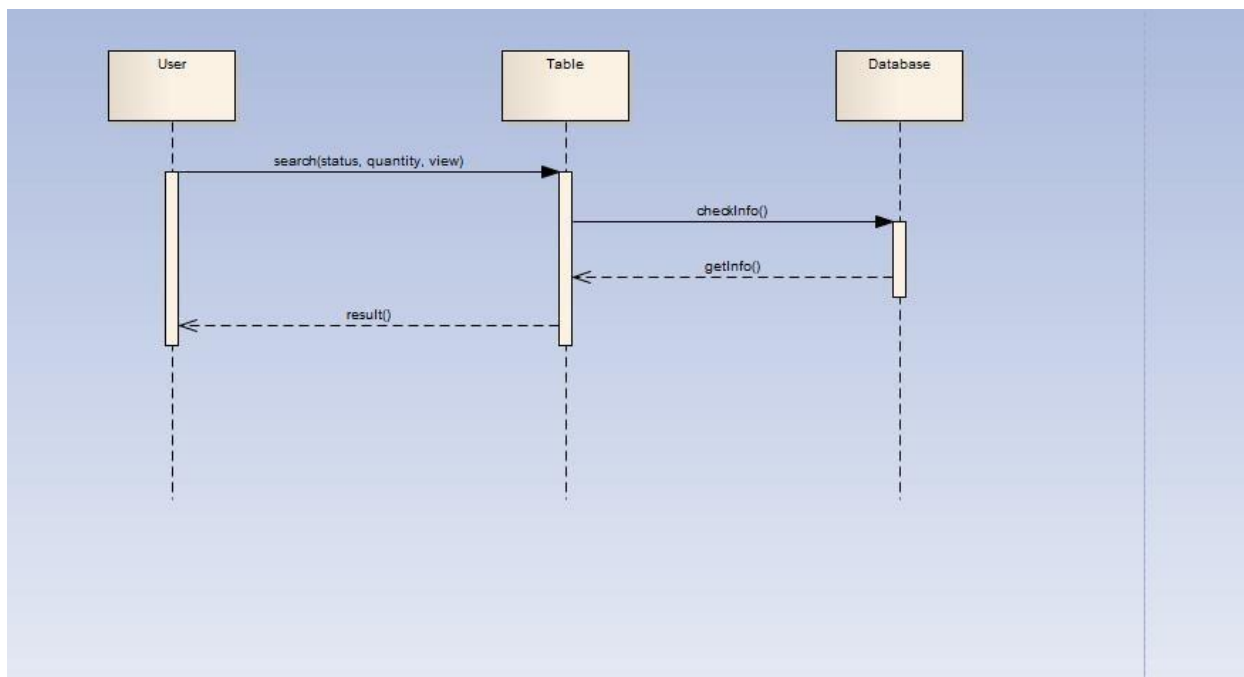 User
Table
Database
search(status, quantity, view)
checkInfo()
getInfo()
result()